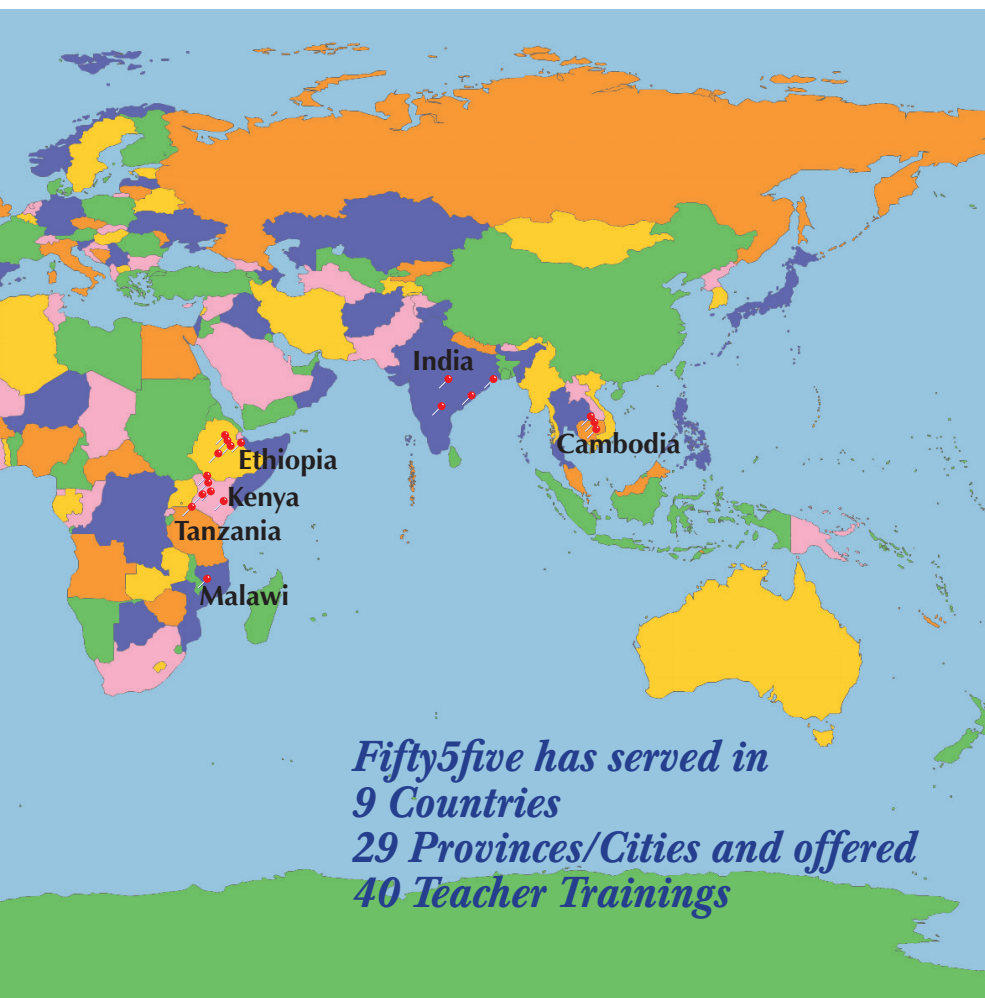 India
Cambodia
Ethiopia
Kenya
Tanzania
Malawi
Fifty5five has served in
9 Countries
29 Provinces/Cities and offered
40 Teacher Trainings